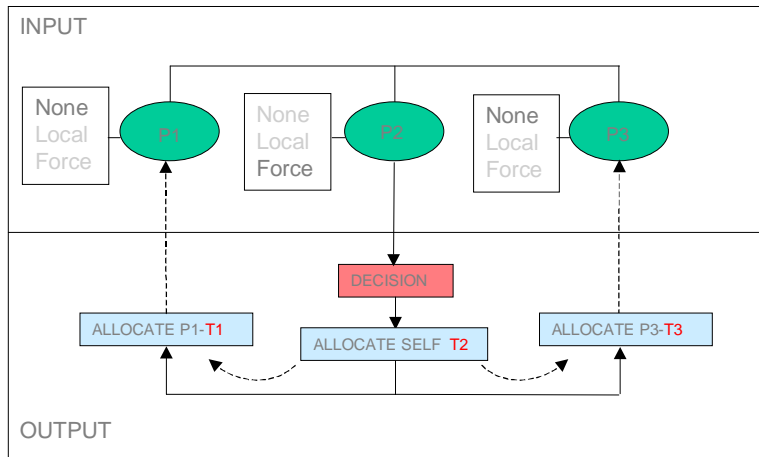 INPUT
None
Local
Force
P1
None
Local
Force
P2
None
Local
Force
P3
DECISION
ALLOCATE P1-T1
ALLOCATE SELF T2
ALLOCATE P3-T3
OUTPUT